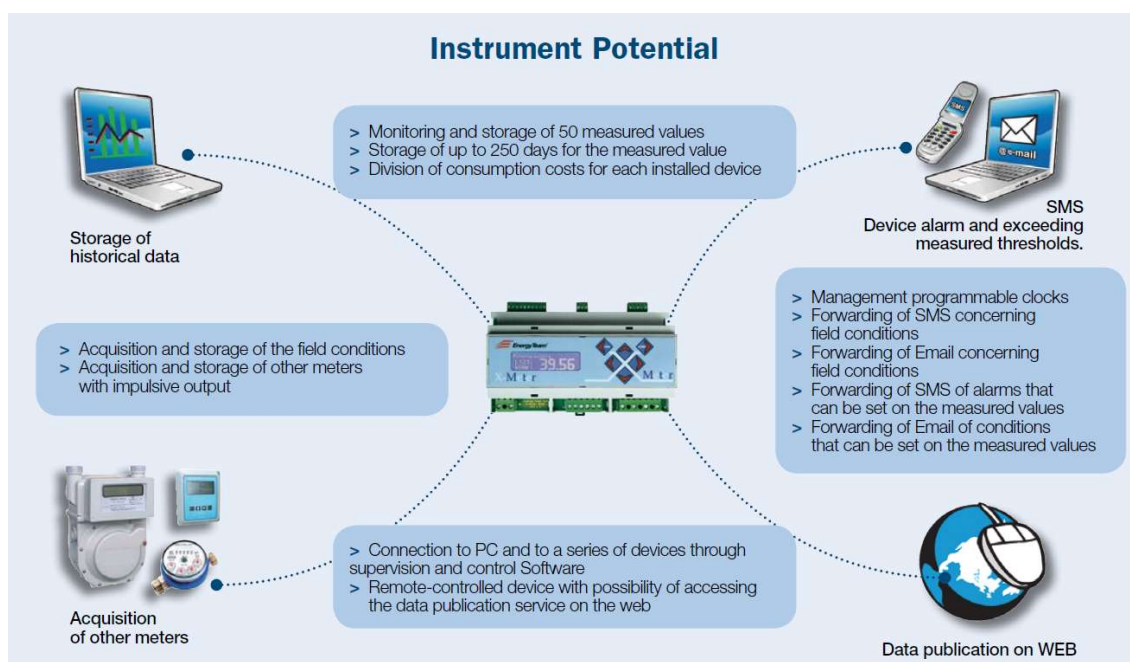 Instrument Potential
> Monitoring and storage of 50 measured values
> Storage of up to 250 days for the measured value
> Division of consumption costs for each installed device
Storage of
historical data
SMS
@ e-mail
SMS
Device alarm and exceeding
measured thresholds.
> Management programmable clocks
> Forwarding of SMS concerning
field conditions
> Forwarding of Email concerning
field conditions
> Forwarding of SMS of alarms that
can be set on the measured values
> Forwarding of Email of conditions
that can be set on the measured values
> Acquisition and storage of the field conditions
> Acquisition and storage of other meters
with impulsive output
EnergyTeam
39.56
X Mtr
Mtr
> Connection to PC and to a series of devices through
supervision and control Software
> Remote-controlled device with possibility of accessing
the data publication service on the web
Acquisition
of other meters
Data publication on WEB